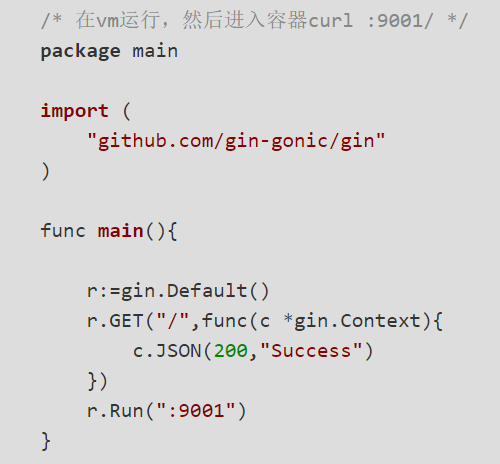 /* 在vm运行，然后进入容器curl :9001/ */
package main
import (
"github.com/gin-gonic/gin"
)
func main(){
r:=gin.Default()
r.GET("/",func(c *gin.Context){
c.JSON(200,"Success")
})
r.Run(":9001")
}